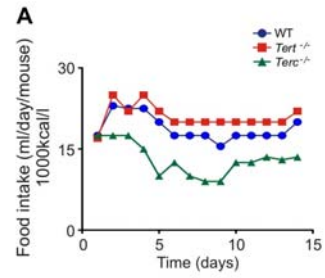 A
WT
Tert -/-
Terc-/-
Food intake (ml/day/mouse)
1000kcal/l
30
15
0
0
5
10
15
Time (days)